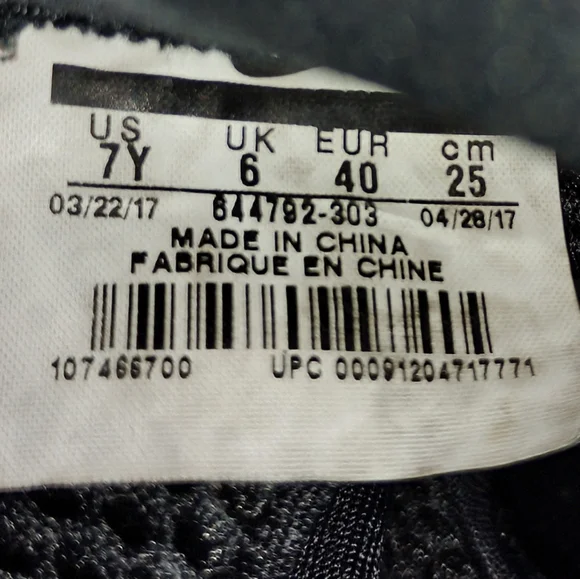 US UK EUR cm
7Y 6 40 25
03/22/17 644792-303 04/28/17
MADE IN CHINA
FABRIQUE EN CHINE
107466700 UPC 00091204717771